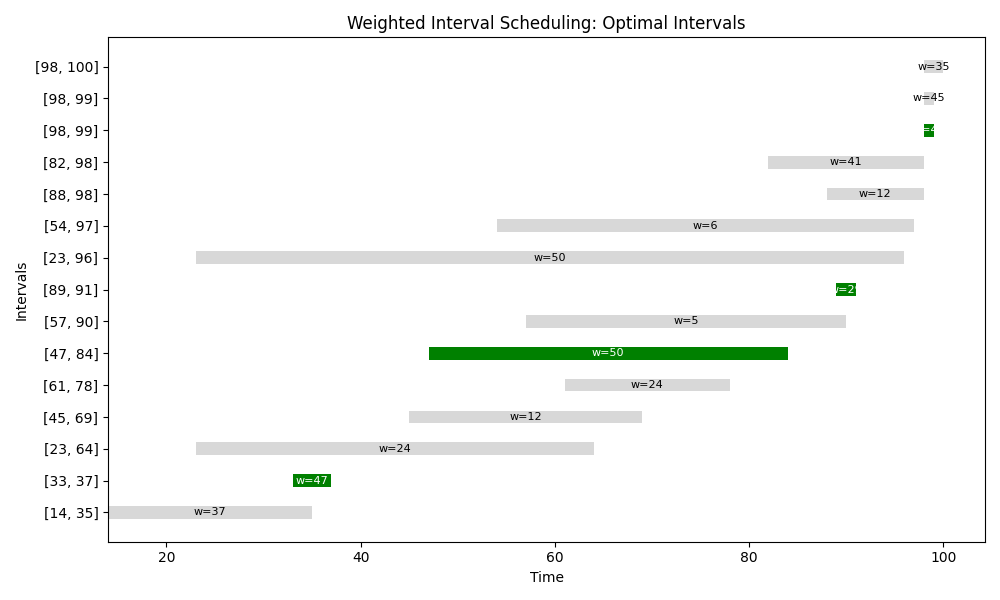 Weighted Interval Scheduling: Optimal Intervals
[98, 100] w=35
[98, 99] w=45
[98, 99]
[82, 98] w=41
[88, 98] w=12
[54, 97] w=6
[23, 96] w=50
[89, 91]
[57, 90] w=5
[47, 84] w=50
[61, 78] w=24
[45, 69] w=12
[23, 64] w=24
[33, 37] w=47
[14, 35] w=37
Intervals
20 40 60 80 100
Time